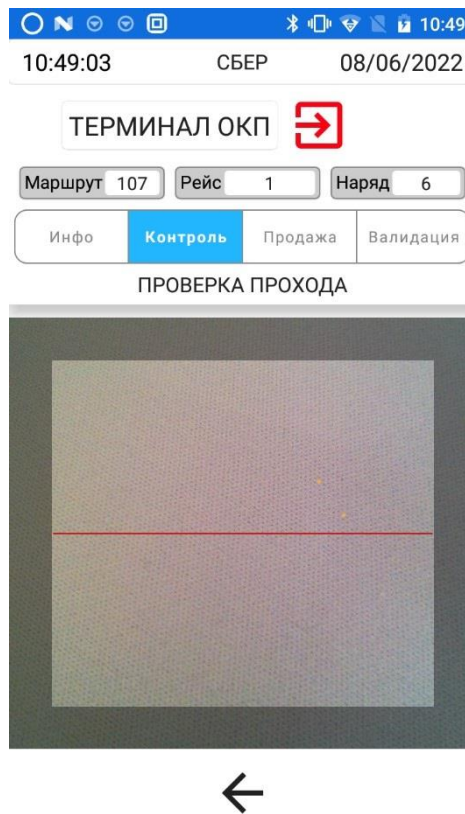 10:49
10:49:03 СБЕР 08/06/2022
ТЕРМИНАЛ ОКП
Маршрут 107 Рейс 1 Наряд 6
Инфо Контроль Продажа Валидация
ПРОВЕРКА ПРОХОДА